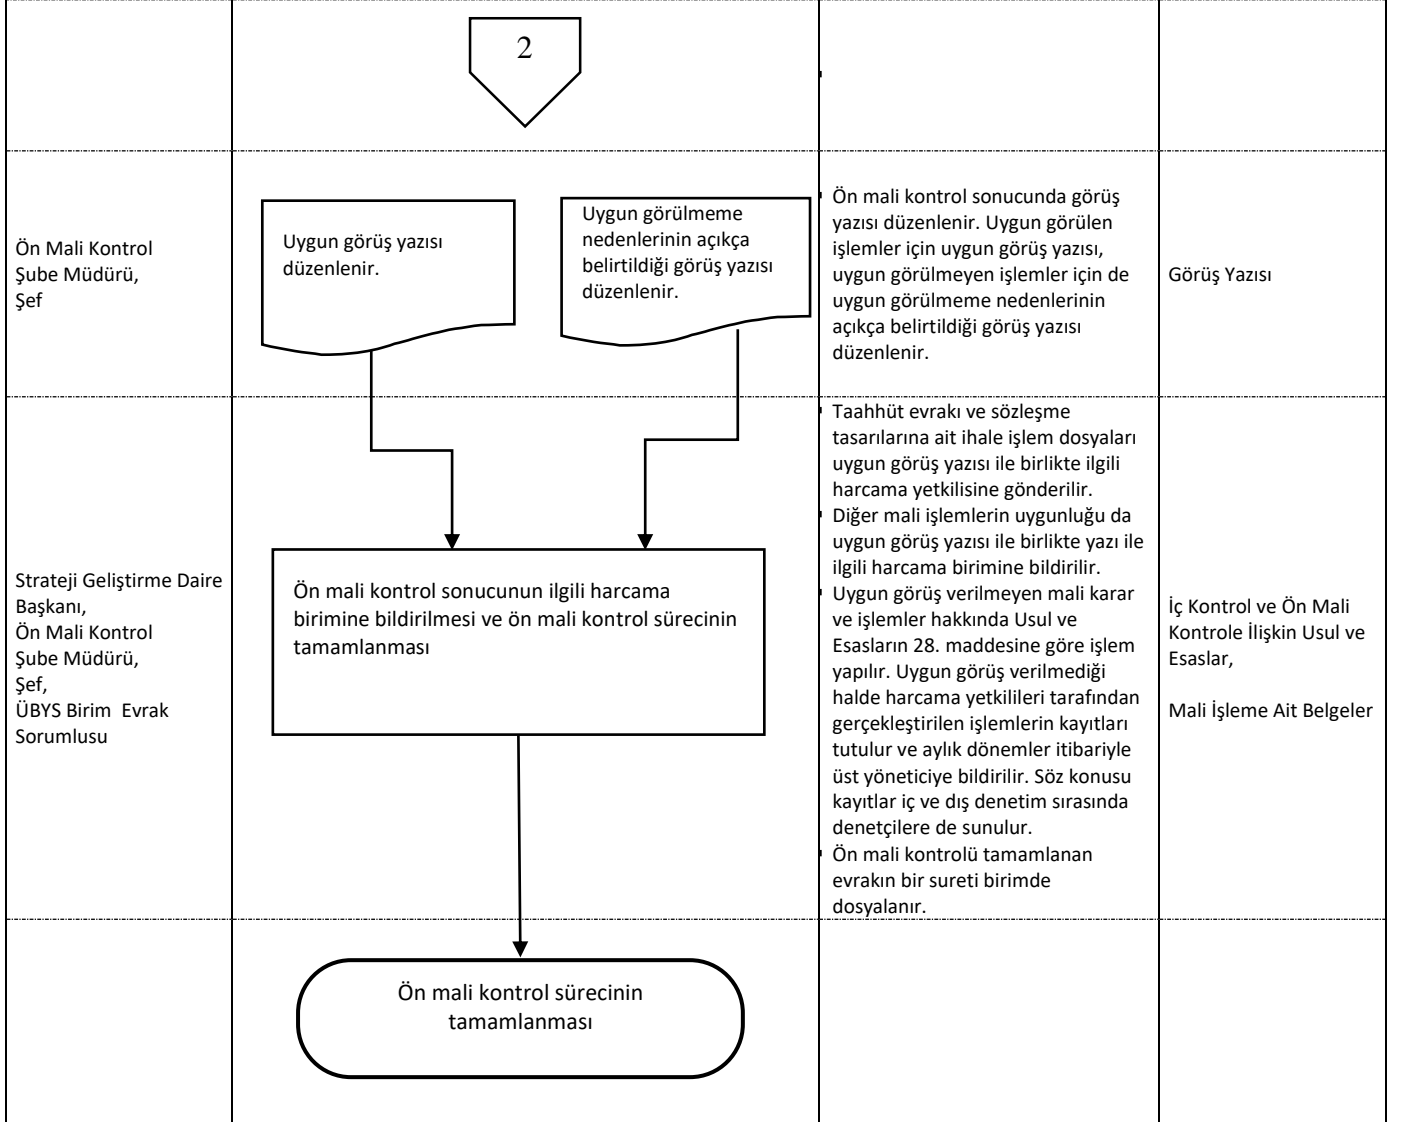 2
Ön Mali Kontrol
Şube Müdürü,
Şef
Uygun görüş yazısı
düzenlenir.
Uygun görülmeme
nedenlerinin açıkça
belirtildiği görüş yazısı
düzenlenir.
Ön mali kontrol sonucunda görüş
yazısı düzenlenir. Uygun görülen
işlemler için uygun görüş yazısı,
uygun görülmeyen işlemler için de
uygun görülmeme nedenlerinin
açıkça belirtildiği görüş yazısı
düzenlenir.
Görüş Yazısı
Strateji Geliştirme Daire
Başkanı,
Ön Mali Kontrol
Şube Müdürü,
Şef,
ÜBYS Birim  Evrak
Sorumlusu
Ön mali kontrol sonucunun ilgili harcama
birimine bildirilmesi ve ön mali kontrol sürecinin
tamamlanması
Taahhüt evrakı ve sözleşme
tasarılarına ait ihale işlem dosyaları
uygun görüş yazısı ile birlikte ilgili
harcama yetkilisine gönderilir.
Diğer mali işlemlerin uygunluğu da
uygun görüş yazısı ile birlikte yazı ile
ilgili harcama birimine bildirilir.
Uygun görüş verilmeyen mali karar
ve işlemler hakkında Usul ve
Esasların 28. maddesine göre işlem
yapılır. Uygun görüş verilmediği
halde harcama yetkilileri tarafından
gerçekleştirilen işlemlerin kayıtları
tutulur ve aylık dönemler itibariyle
üst yöneticiye bildirilir. Söz konusu
kayıtlar iç ve dış denetim sırasında
denetçilere de sunulur.
Ön mali kontrolü tamamlanan
evrakın bir sureti birimde
dosyalanır.
İç Kontrol ve Ön Mali
Kontrole İlişkin Usul ve
Esaslar,
Mali İşleme Ait Belgeler
Ön mali kontrol sürecinin
tamamlanması